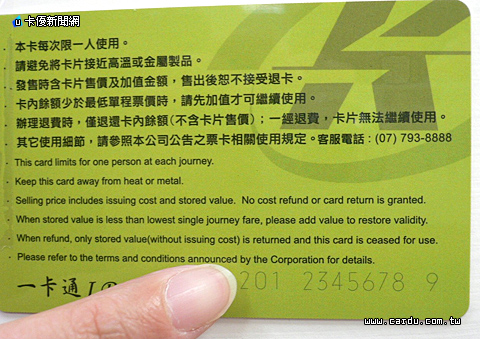 卡優新聞網
· 本卡每次限一人使用。
· 請避免將卡片接近高溫或金屬製品。
· 發售時含卡片售價及加值金額，售出後恕不接受退卡。
· 卡內餘額少於最低單程票價時，請先加值才可繼續使用。
· 辦理退費時，僅退還卡內餘額(不含卡片售價)；一經退費，卡片無法繼續使用。
· 其它使用細節，請參照本公司公告之票卡相關使用規定。客服電話：(07) 793-8888
· This card limits for one person at each journey.
· Keep this card away from heat or metal.
· Selling price includes issuing cost and stored value. No cost refund or card return is granted.
· When stored value is less than lowest single journey fare, please add value to restore validity.
· When refund, only stored value(without issuing cost) is returned and this card is ceased for use.
· Please refer to the terms and conditions announced by the Corporation for details.
一卡通 I
201 2345678 9
www.cardu.com.tw